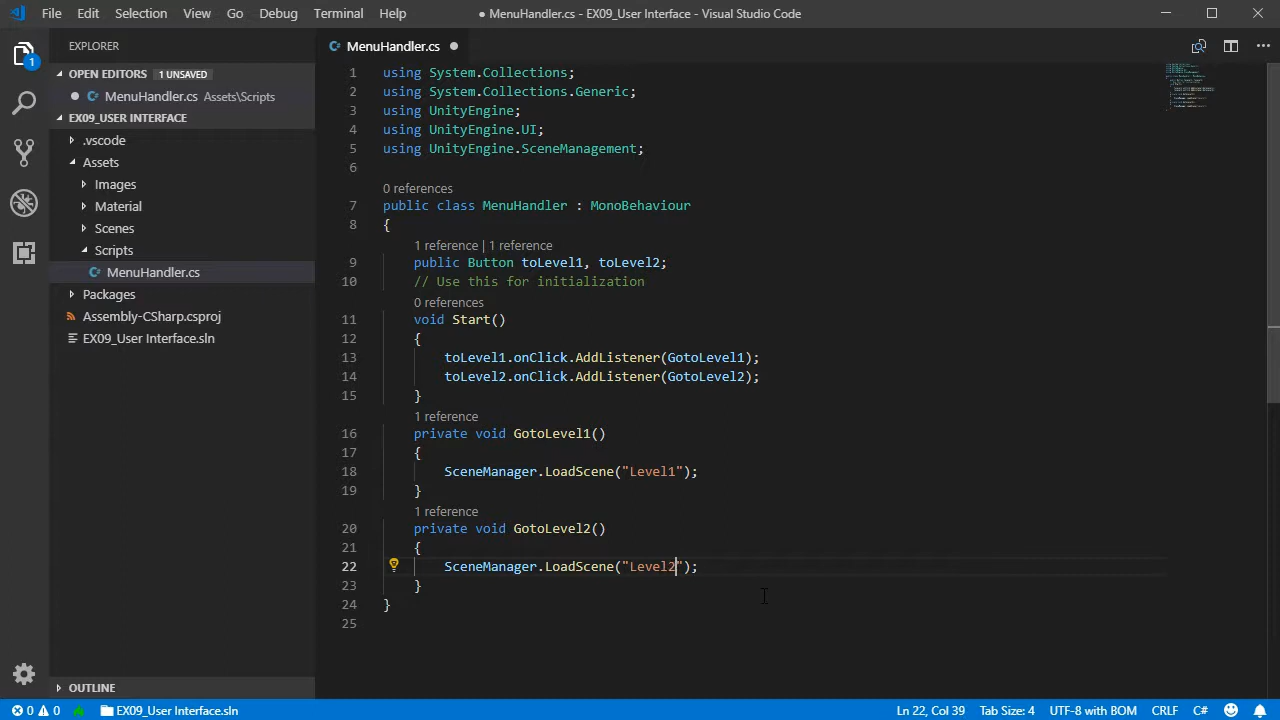 File Edit Selection View Go Debug Terminal Help
● MenuHandler.cs - EX09_User Interface - Visual Studio Code
1
EXPLORER
OPEN EDITORS 1 UNSAVED
MenuHandler.cs Assets\Scripts
EX09_USER INTERFACE
.vscode
Assets
Images
Material
Scenes
Scripts
C# MenuHandler.cs
Packages
Assembly-CSharp.csproj
EX09_User Interface.sln
OUTLINE
C# MenuHandler.cs
1 using System.Collections;
2 using System.Collections.Generic;
3 using UnityEngine;
4 using UnityEngine.UI;
5 using UnityEngine.SceneManagement;
6
0 references
7 public class MenuHandler : MonoBehaviour
8 {
1 reference | 1 reference
9 public Button toLevel1, toLevel2;
10 // Use this for initialization
0 references
11 void Start()
12 {
13 toLevel1.onClick.AddListener(GotoLevel1);
14 toLevel2.onClick.AddListener(GotoLevel2);
15 }
1 reference
16 private void GotoLevel1()
17 {
18 SceneManager.LoadScene("Level1");
19 }
1 reference
20 private void GotoLevel2()
21 {
22 SceneManager.LoadScene("Level2");
23 }
24 }
25
0 0 EX09_User Interface.sln
Ln 22, Col 39 Tab Size: 4 UTF-8 with BOM CRLF C#